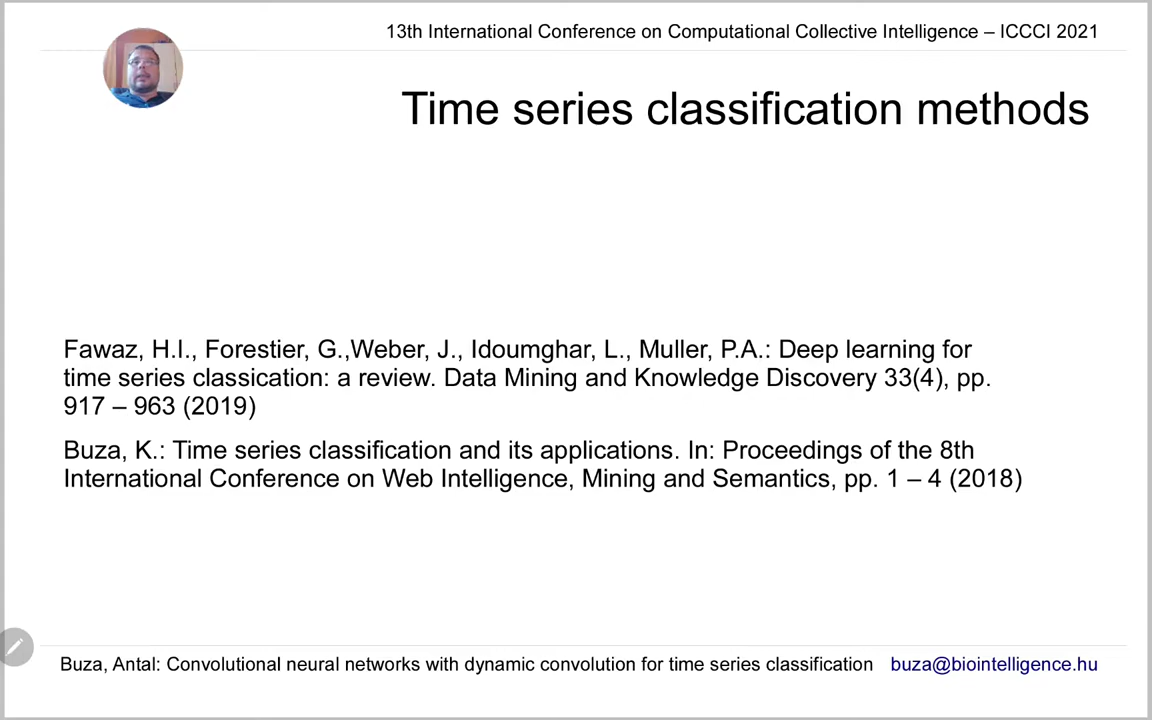 13th International Conference on Computational Collective Intelligence – ICCCI 2021
Time series classification methods
Fawaz, H.I., Forestier, G.,Weber, J., Idoumghar, L., Muller, P.A.: Deep learning for
time series classication: a review. Data Mining and Knowledge Discovery 33(4), pp.
917 – 963 (2019)
Buza, K.: Time series classification and its applications. In: Proceedings of the 8th
International Conference on Web Intelligence, Mining and Semantics, pp. 1 – 4 (2018)
Buza, Antal: Convolutional neural networks with dynamic convolution for time series classification buza@biointelligence.hu